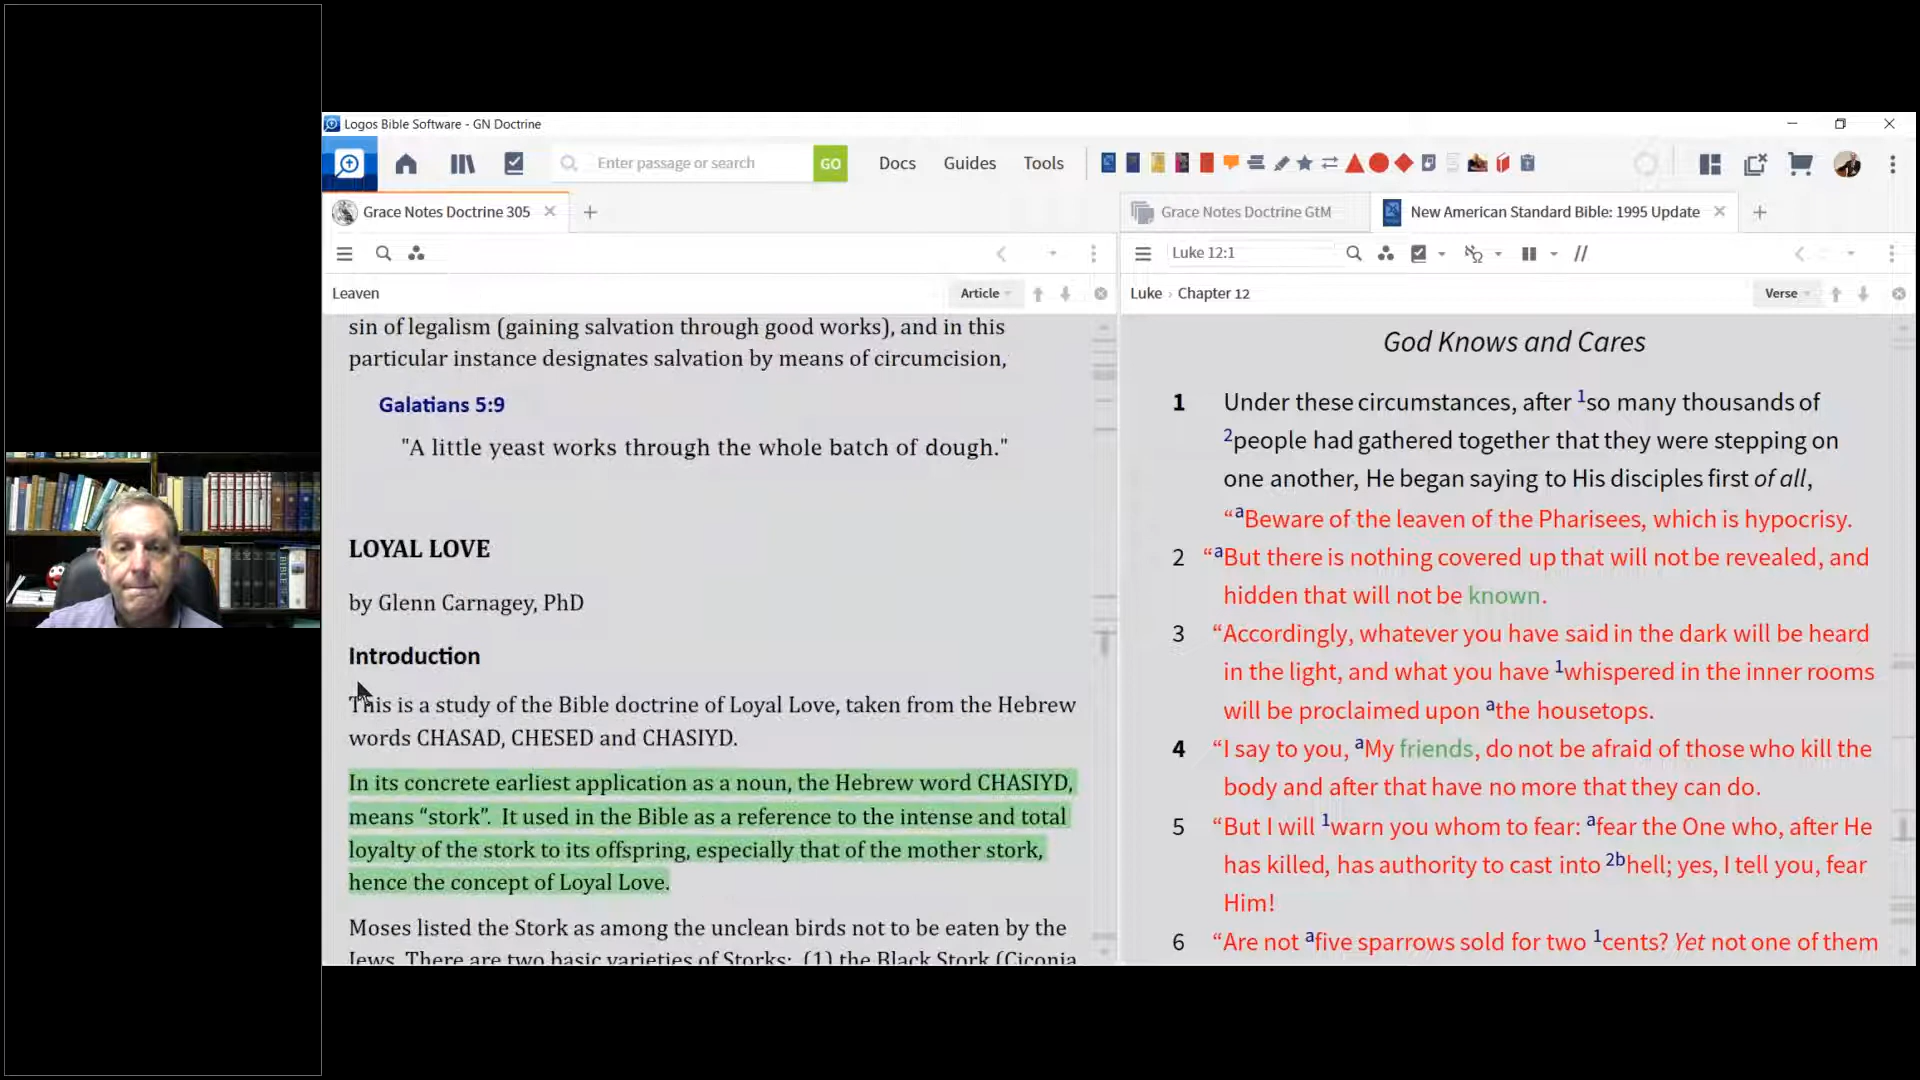 Logos Bible Software - GN Doctrine
Enter passage or search
GO
Docs
Guides
Tools
Grace Notes Doctrine 305
Leaven
Article
sin of legalism (gaining salvation through good works), and in this
particular instance designates salvation by means of circumcision,
Galatians 5:9
"A little yeast works through the whole batch of dough."
LOYAL LOVE
by Glenn Carnagey, PhD
Introduction
This is a study of the Bible doctrine of Loyal Love, taken from the Hebrew
words CHASAD, CHESED and CHASIYD.
In its concrete earliest application as a noun, the Hebrew word CHASIYD,
means “stork”. It used in the Bible as a reference to the intense and total
loyalty of the stork to its offspring, especially that of the mother stork,
hence the concept of Loyal Love.
Moses listed the Stork as among the unclean birds not to be eaten by the
Jews. There are two basic varieties of Storks: (1) the Black Stork (Ciconia
Grace Notes Doctrine GtM
New American Standard Bible: 1995 Update
Luke 12:1
Luke › Chapter 12
Verse
God Knows and Cares
1 Under these circumstances, after 1so many thousands of
2people had gathered together that they were stepping on
one another, He began saying to His disciples first of all,
“aBeware of the leaven of the Pharisees, which is hypocrisy.
2 “aBut there is nothing covered up that will not be revealed, and
hidden that will not be known.
3 “Accordingly, whatever you have said in the dark will be heard
in the light, and what you have 1whispered in the inner rooms
will be proclaimed upon athe housetops.
4 “I say to you, aMy friends, do not be afraid of those who kill the
body and after that have no more that they can do.
5 “But I will 1warn you whom to fear: afear the One who, after He
has killed, has authority to cast into 2bhell; yes, I tell you, fear
Him!
6 “Are not afive sparrows sold for two 1cents? Yet not one of them